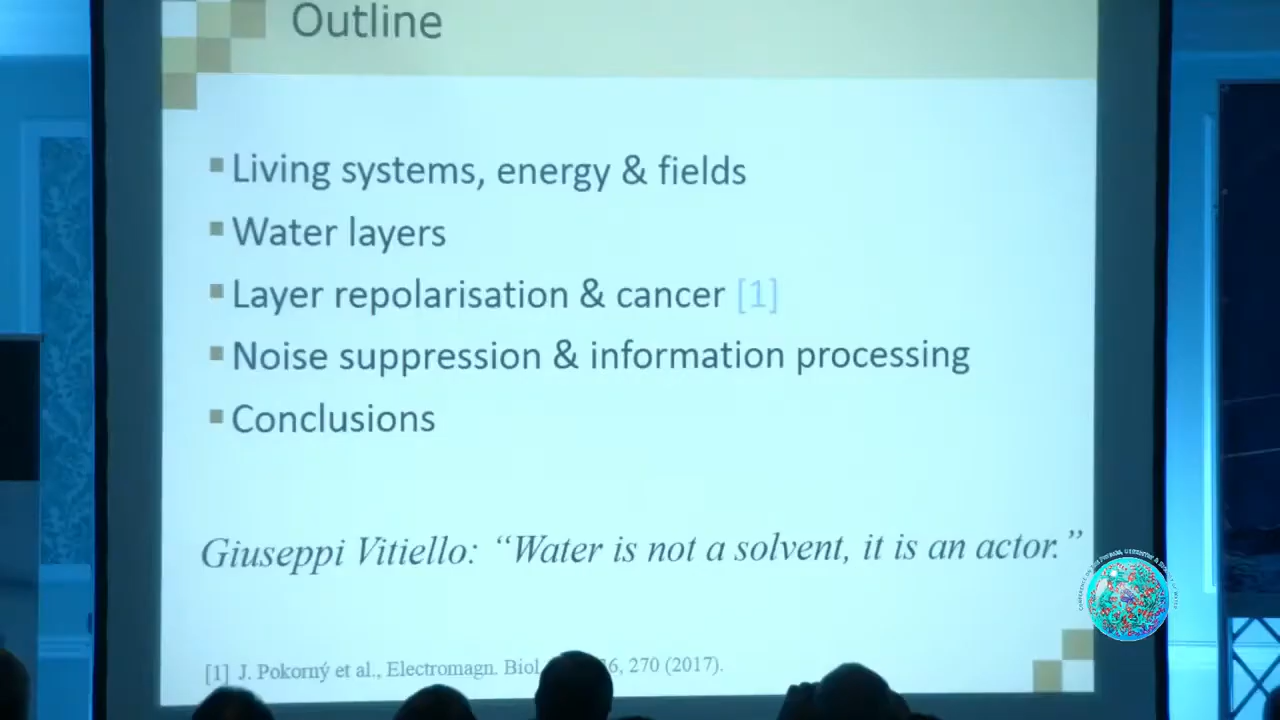 Outline
Living systems, energy & fields
Water layers
Layer repolarisation & cancer [1]
Noise suppression & information processing
Conclusions
Giuseppi Vitiello: “Water is not a solvent, it is an actor.”
[1] J. Pokorný et al., Electromagn. Biol 6, 270 (2017).